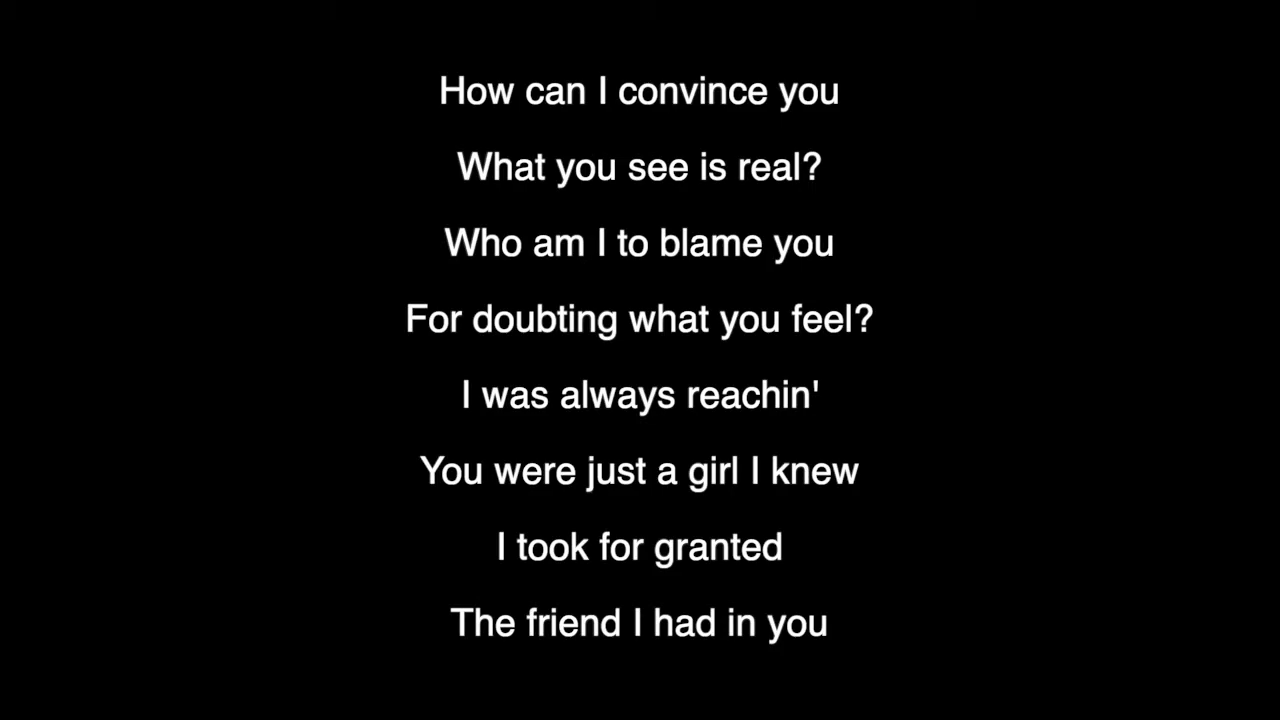 How can I convince you
What you see is real?
Who am I to blame you
For doubting what you feel?
I was always reachin'
You were just a girl I knew
I took for granted
The friend I had in you